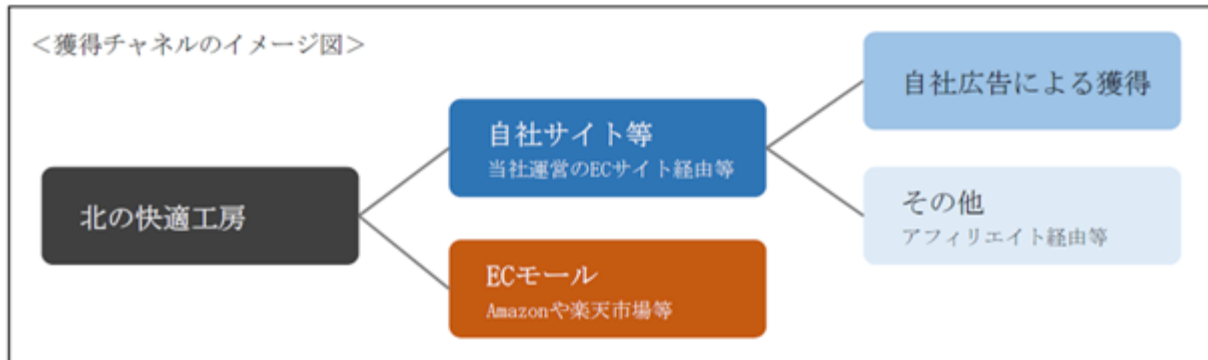 <獲得チャネルのイメージ図>
北の快適工房
自社サイト等
当社運営のECサイト経由等
ECモール
Amazonや楽天市場等
自社広告による獲得
その他
アフィリエイト経由等